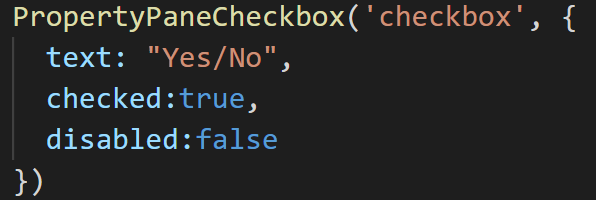 PropertyPaneCheckbox('checkbox', {
text: "Yes/No",
checked:true,
disabled:false
})